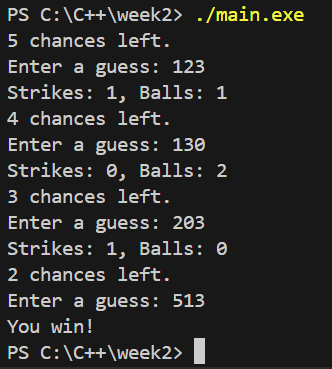 PS C:\C++\week2> ./main.exe
5 chances left.
Enter a guess: 123
Strikes: 1, Balls: 1
4 chances left.
Enter a guess: 130
Strikes: 0, Balls: 2
3 chances left.
Enter a guess: 203
Strikes: 1, Balls: 0
2 chances left.
Enter a guess: 513
You win!
PS C:\C++\week2>